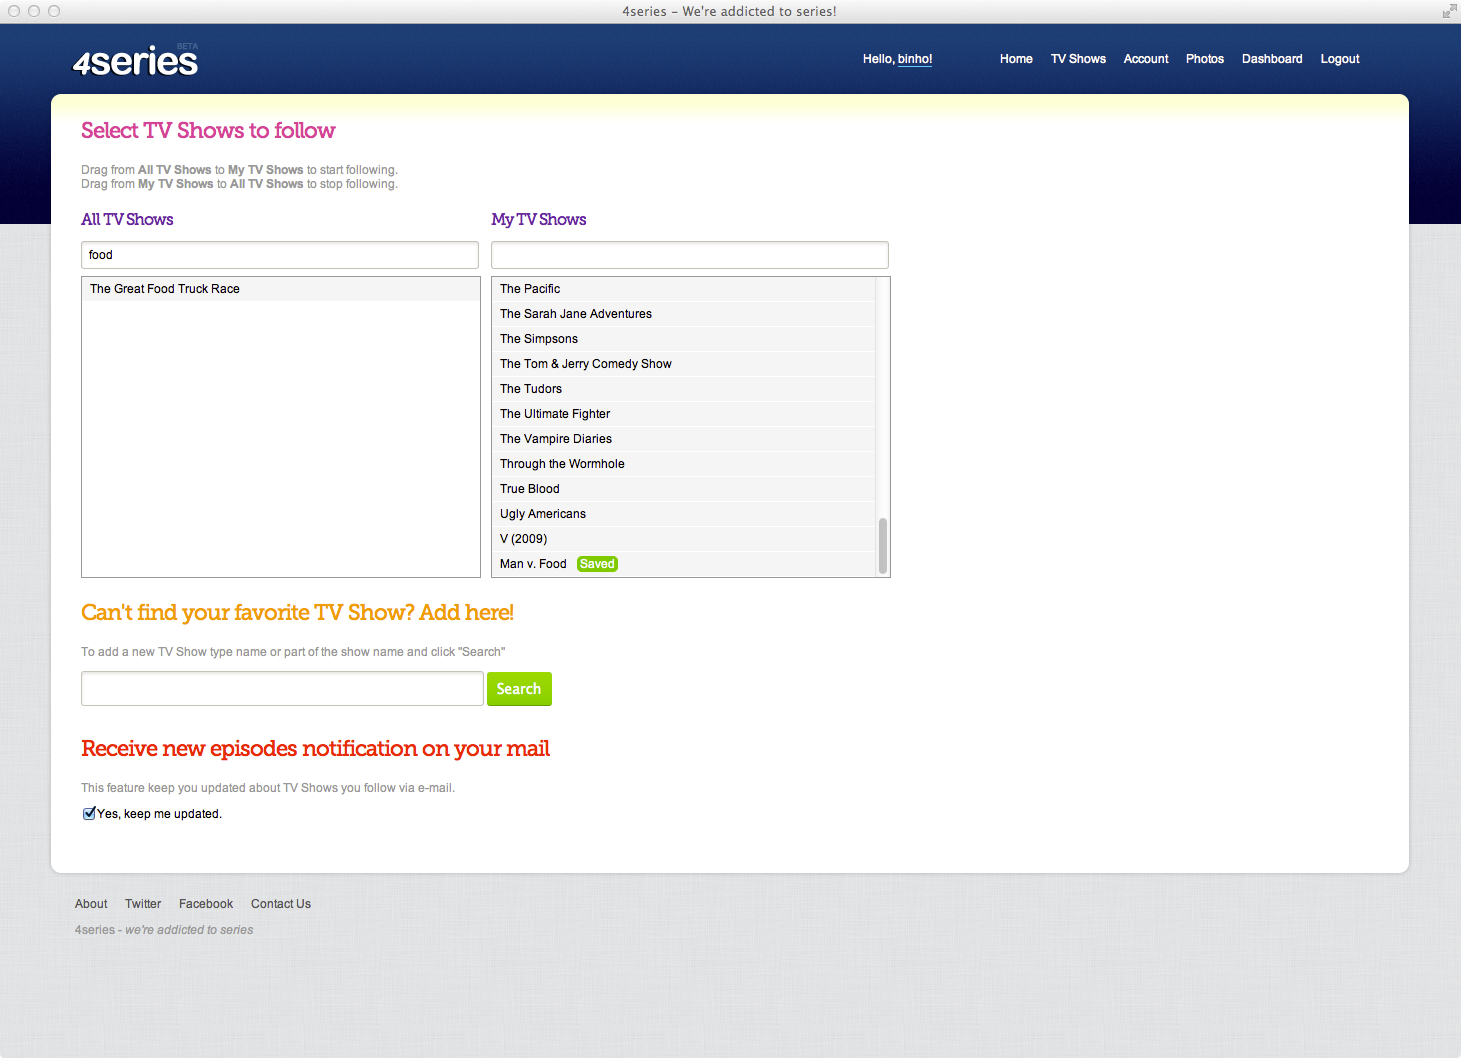 4series – We're addicted to series!
4series BETA
Hello, binho!
Home TV Shows Account Photos Dashboard Logout
Select TV Shows to follow
Drag from All TV Shows to My TV Shows to start following.
Drag from My TV Shows to All TV Shows to stop following.
All TV Shows
food
The Great Food Truck Race
My TV Shows
The Pacific
The Sarah Jane Adventures
The Simpsons
The Tom & Jerry Comedy Show
The Tudors
The Ultimate Fighter
The Vampire Diaries
Through the Wormhole
True Blood
Ugly Americans
V (2009)
Man v. Food Saved
Can't find your favorite TV Show? Add here!
To add a new TV Show type name or part of the show name and click "Search"
Search
Receive new episodes notification on your mail
This feature keep you updated about TV Shows you follow via e-mail.
Yes, keep me updated.
About Twitter Facebook Contact Us
4series - we're addicted to series